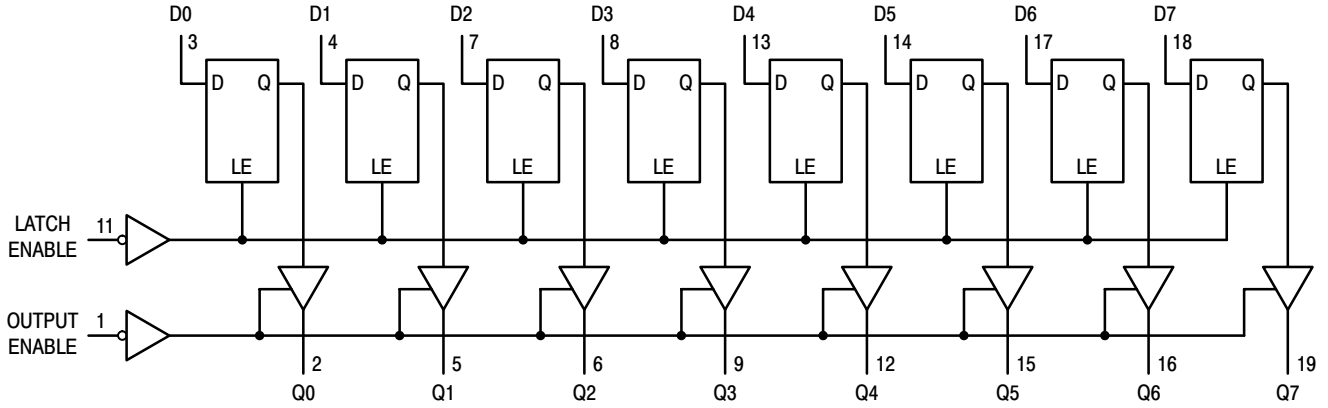 D0 D1 D2 D3 D4 D5 D6 D7
3 4 7 8 13 14 17 18
D Q D Q D Q D Q D Q D Q D Q D Q
LE LE LE LE LE LE LE LE
LATCH 11
ENABLE
OUTPUT 1
ENABLE
2 5 6 9 12 15 16 19
Q0 Q1 Q2 Q3 Q4 Q5 Q6 Q7